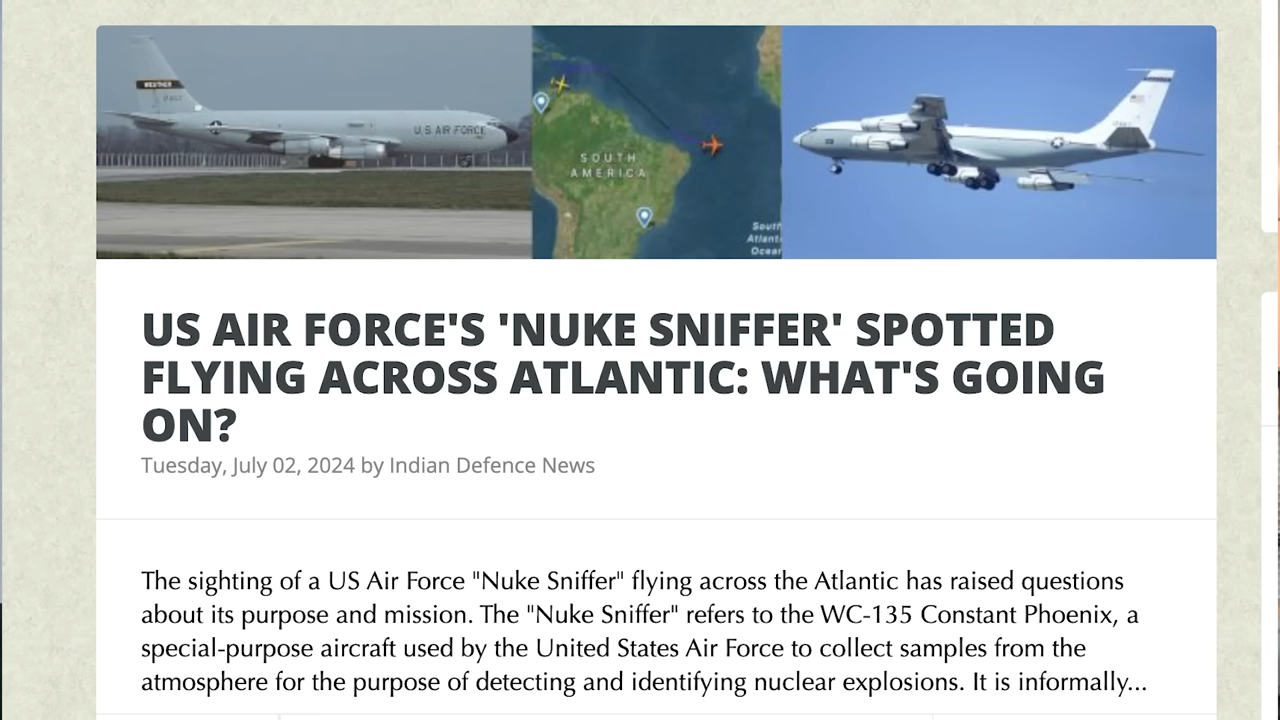 WEATHER
U.S. AIR FORCE
SOUTH
AMERICA
South
Atlantic
Ocean
US AIR FORCE'S 'NUKE SNIFFER' SPOTTED
FLYING ACROSS ATLANTIC: WHAT'S GOING
ON?
Tuesday, July 02, 2024 by Indian Defence News
The sighting of a US Air Force "Nuke Sniffer" flying across the Atlantic has raised questions
about its purpose and mission. The "Nuke Sniffer" refers to the WC-135 Constant Phoenix, a
special-purpose aircraft used by the United States Air Force to collect samples from the
atmosphere for the purpose of detecting and identifying nuclear explosions. It is informally...